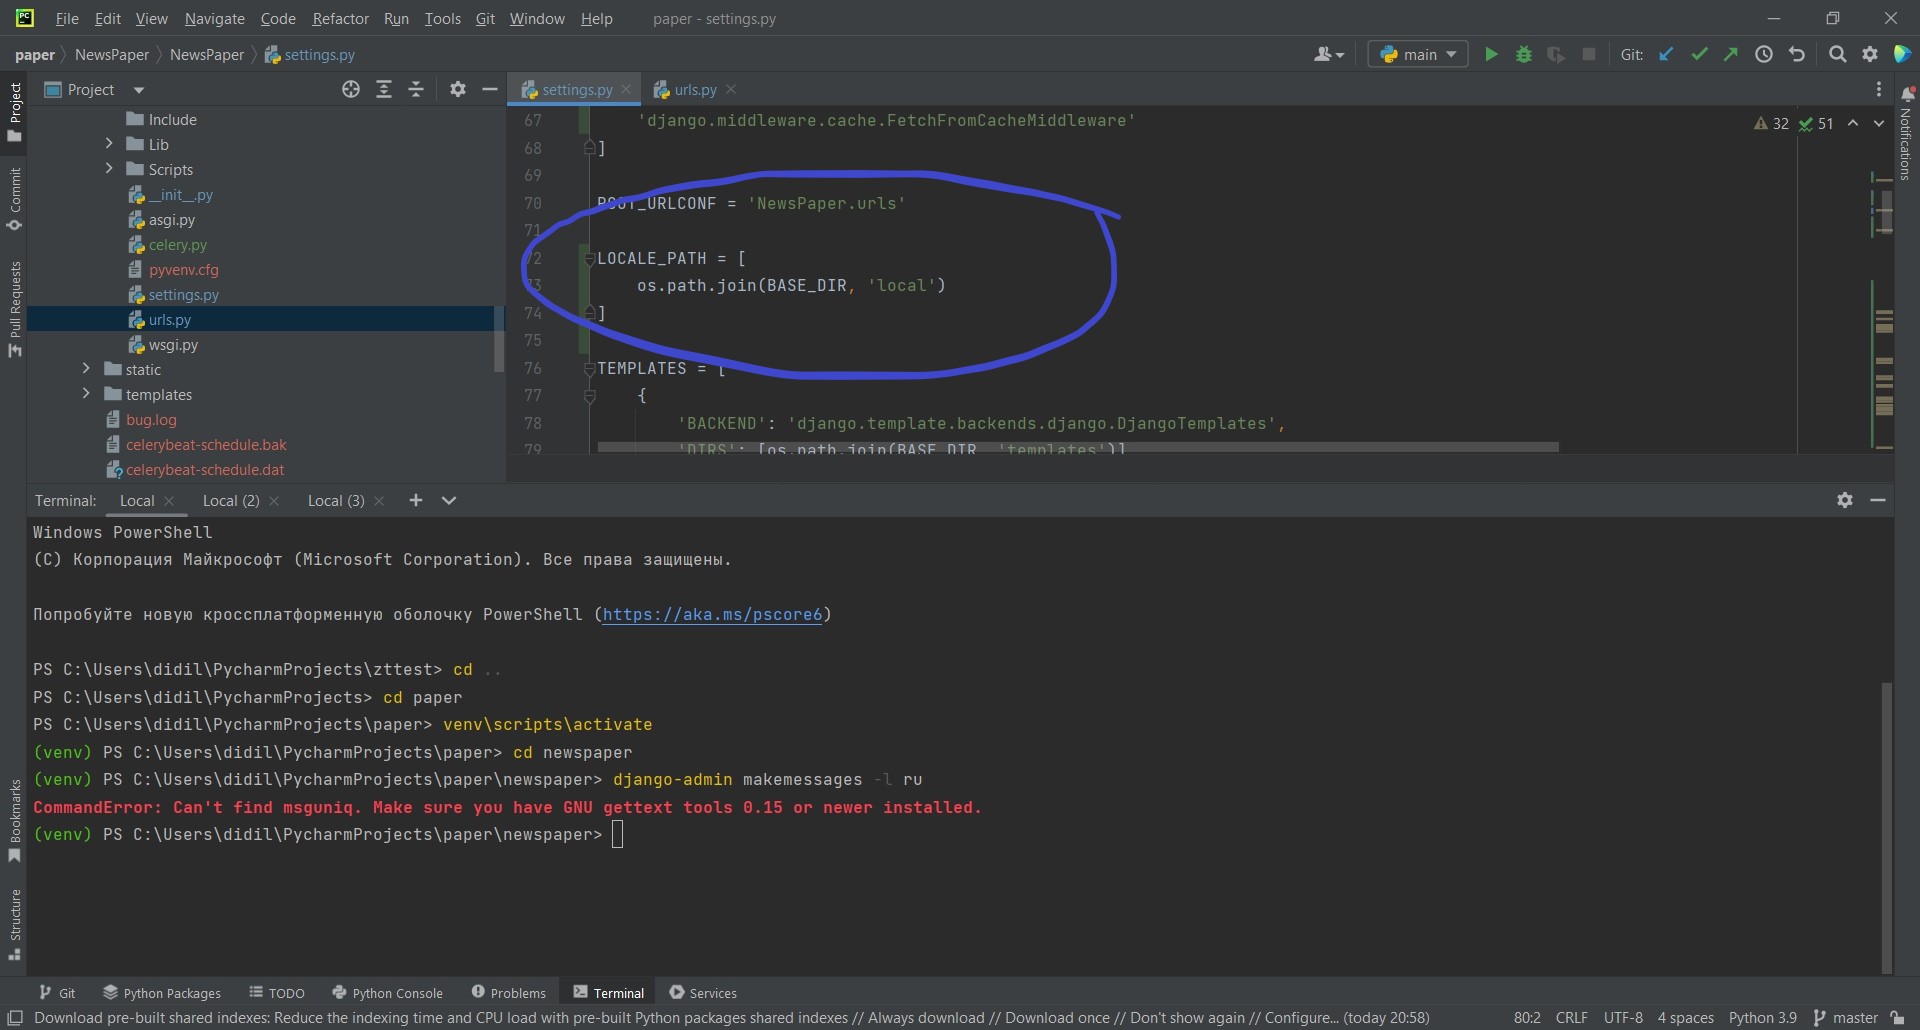 File Edit View Navigate Code Refactor Run Tools Git Window Help paper - settings.py
paper NewsPaper NewsPaper settings.py main Git:
Project settings.py urls.py
Include
Lib
Scripts
__init__.py
asgi.py
celery.py
pyvenv.cfg
settings.py
urls.py
wsgi.py
static
templates
bug.log
celerybeat-schedule.bak
celerybeat-schedule.dat
32 51
67 'django.middleware.cache.FetchFromCacheMiddleware'
68 ]
69
70 ROOT_URLCONF = 'NewsPaper.urls'
71
72 LOCALE_PATH = [
73 os.path.join(BASE_DIR, 'local')
74 ]
75
76 TEMPLATES = [
77 {
78 'BACKEND': 'django.template.backends.django.DjangoTemplates',
79 'DIRS': [os.path.join(BASE_DIR, 'templates')]
Project
Commit
Pull Requests
Bookmarks
Structure
Notifications
Terminal: Local Local (2) Local (3)
Windows PowerShell
(C) Корпорация Майкрософт (Microsoft Corporation). Все права защищены.
Попробуйте новую кроссплатформенную оболочку PowerShell (https://aka.ms/pscore6)
PS C:\Users\didil\PycharmProjects\zttest> cd ..
PS C:\Users\didil\PycharmProjects> cd paper
PS C:\Users\didil\PycharmProjects\paper> venv\scripts\activate
(venv) PS C:\Users\didil\PycharmProjects\paper> cd newspaper
(venv) PS C:\Users\didil\PycharmProjects\paper\newspaper> django-admin makemessages -l ru
CommandError: Can't find msguniq. Make sure you have GNU gettext tools 0.15 or newer installed.
(venv) PS C:\Users\didil\PycharmProjects\paper\newspaper>
Git Python Packages TODO Python Console Problems Terminal Services
Download pre-built shared indexes: Reduce the indexing time and CPU load with pre-built Python packages shared indexes // Always download // Download once // Don't show again // Configure... (today 20:58) 80:2 CRLF UTF-8 4 spaces Python 3.9 master